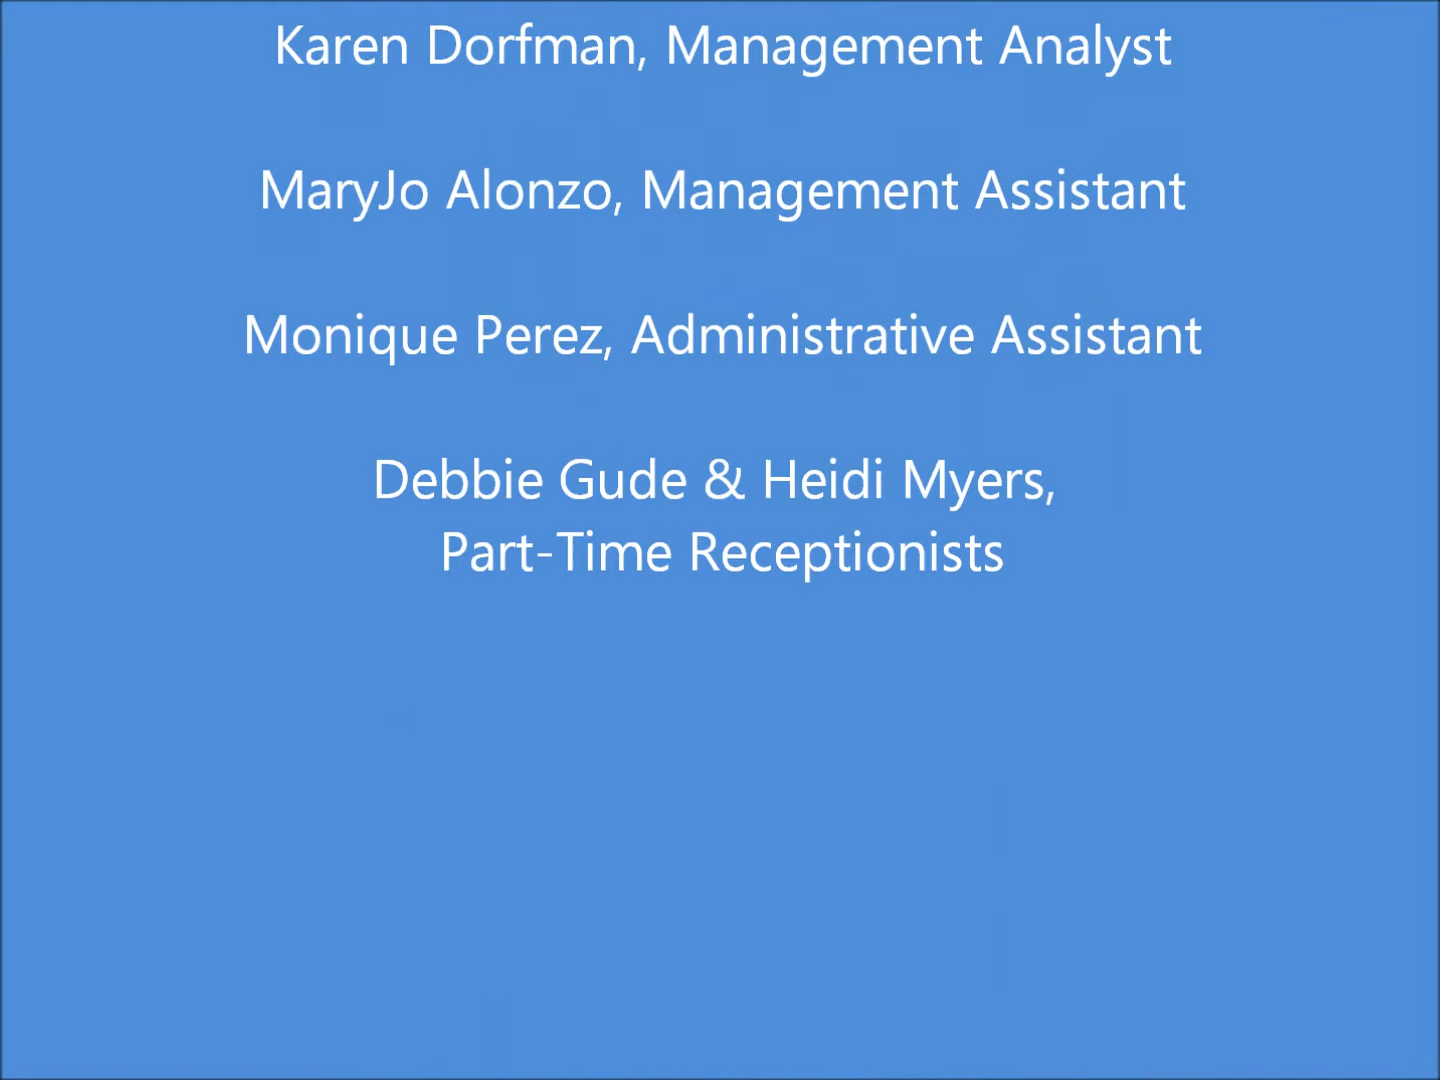 Karen Dorfman, Management Analyst
MaryJo Alonzo, Management Assistant
Monique Perez, Administrative Assistant
Debbie Gude & Heidi Myers,
Part-Time Receptionists